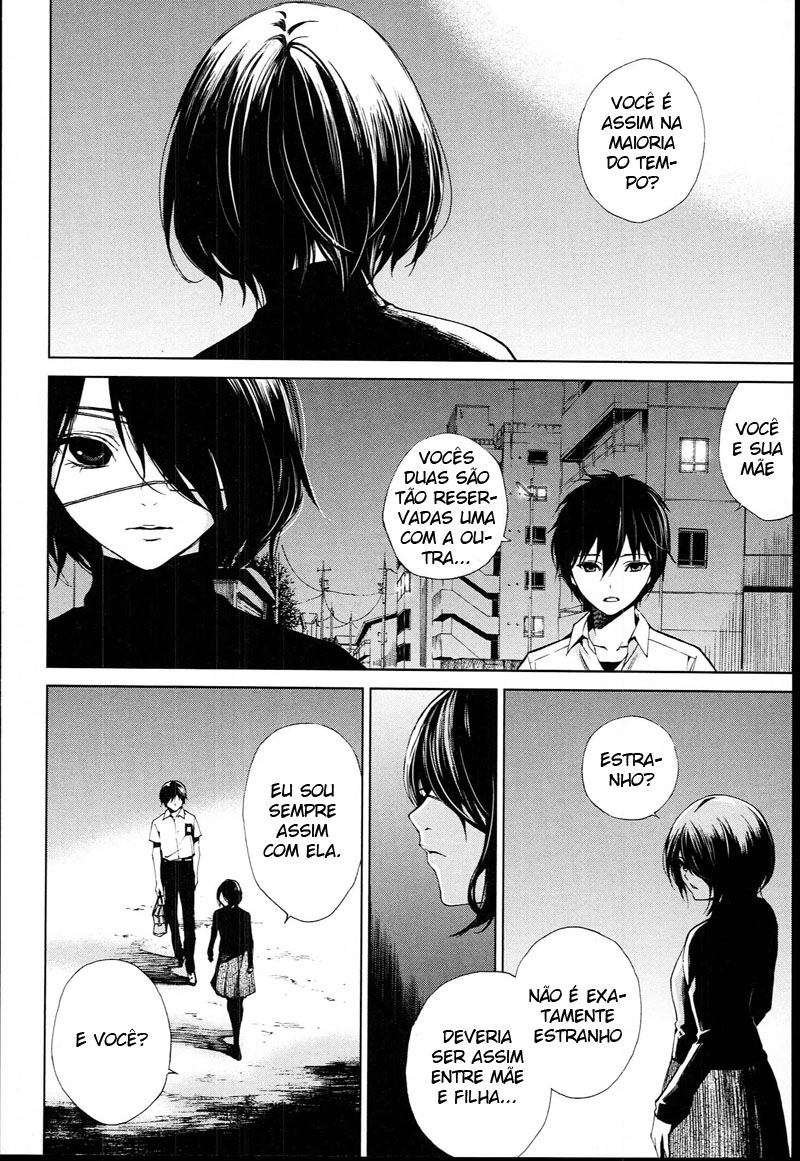 VOCÊ É
ASSIM NA
MAIORIA
DO TEM-
PO?
VOCÊ
E SUA
MÃE
VOCÊS
DUAS SÃO
TÃO RESER-
VADAS UMA
COM A OU-
TRA...
ESTRA-
NHO?
NÃO É EXA-
TAMENTE
ESTRANHO
DEVERIA
SER ASSIM
ENTRE MÃE
E FILHA...
EU SOU
SEMPRE
ASSIM
COM ELA.
E VOCÊ?